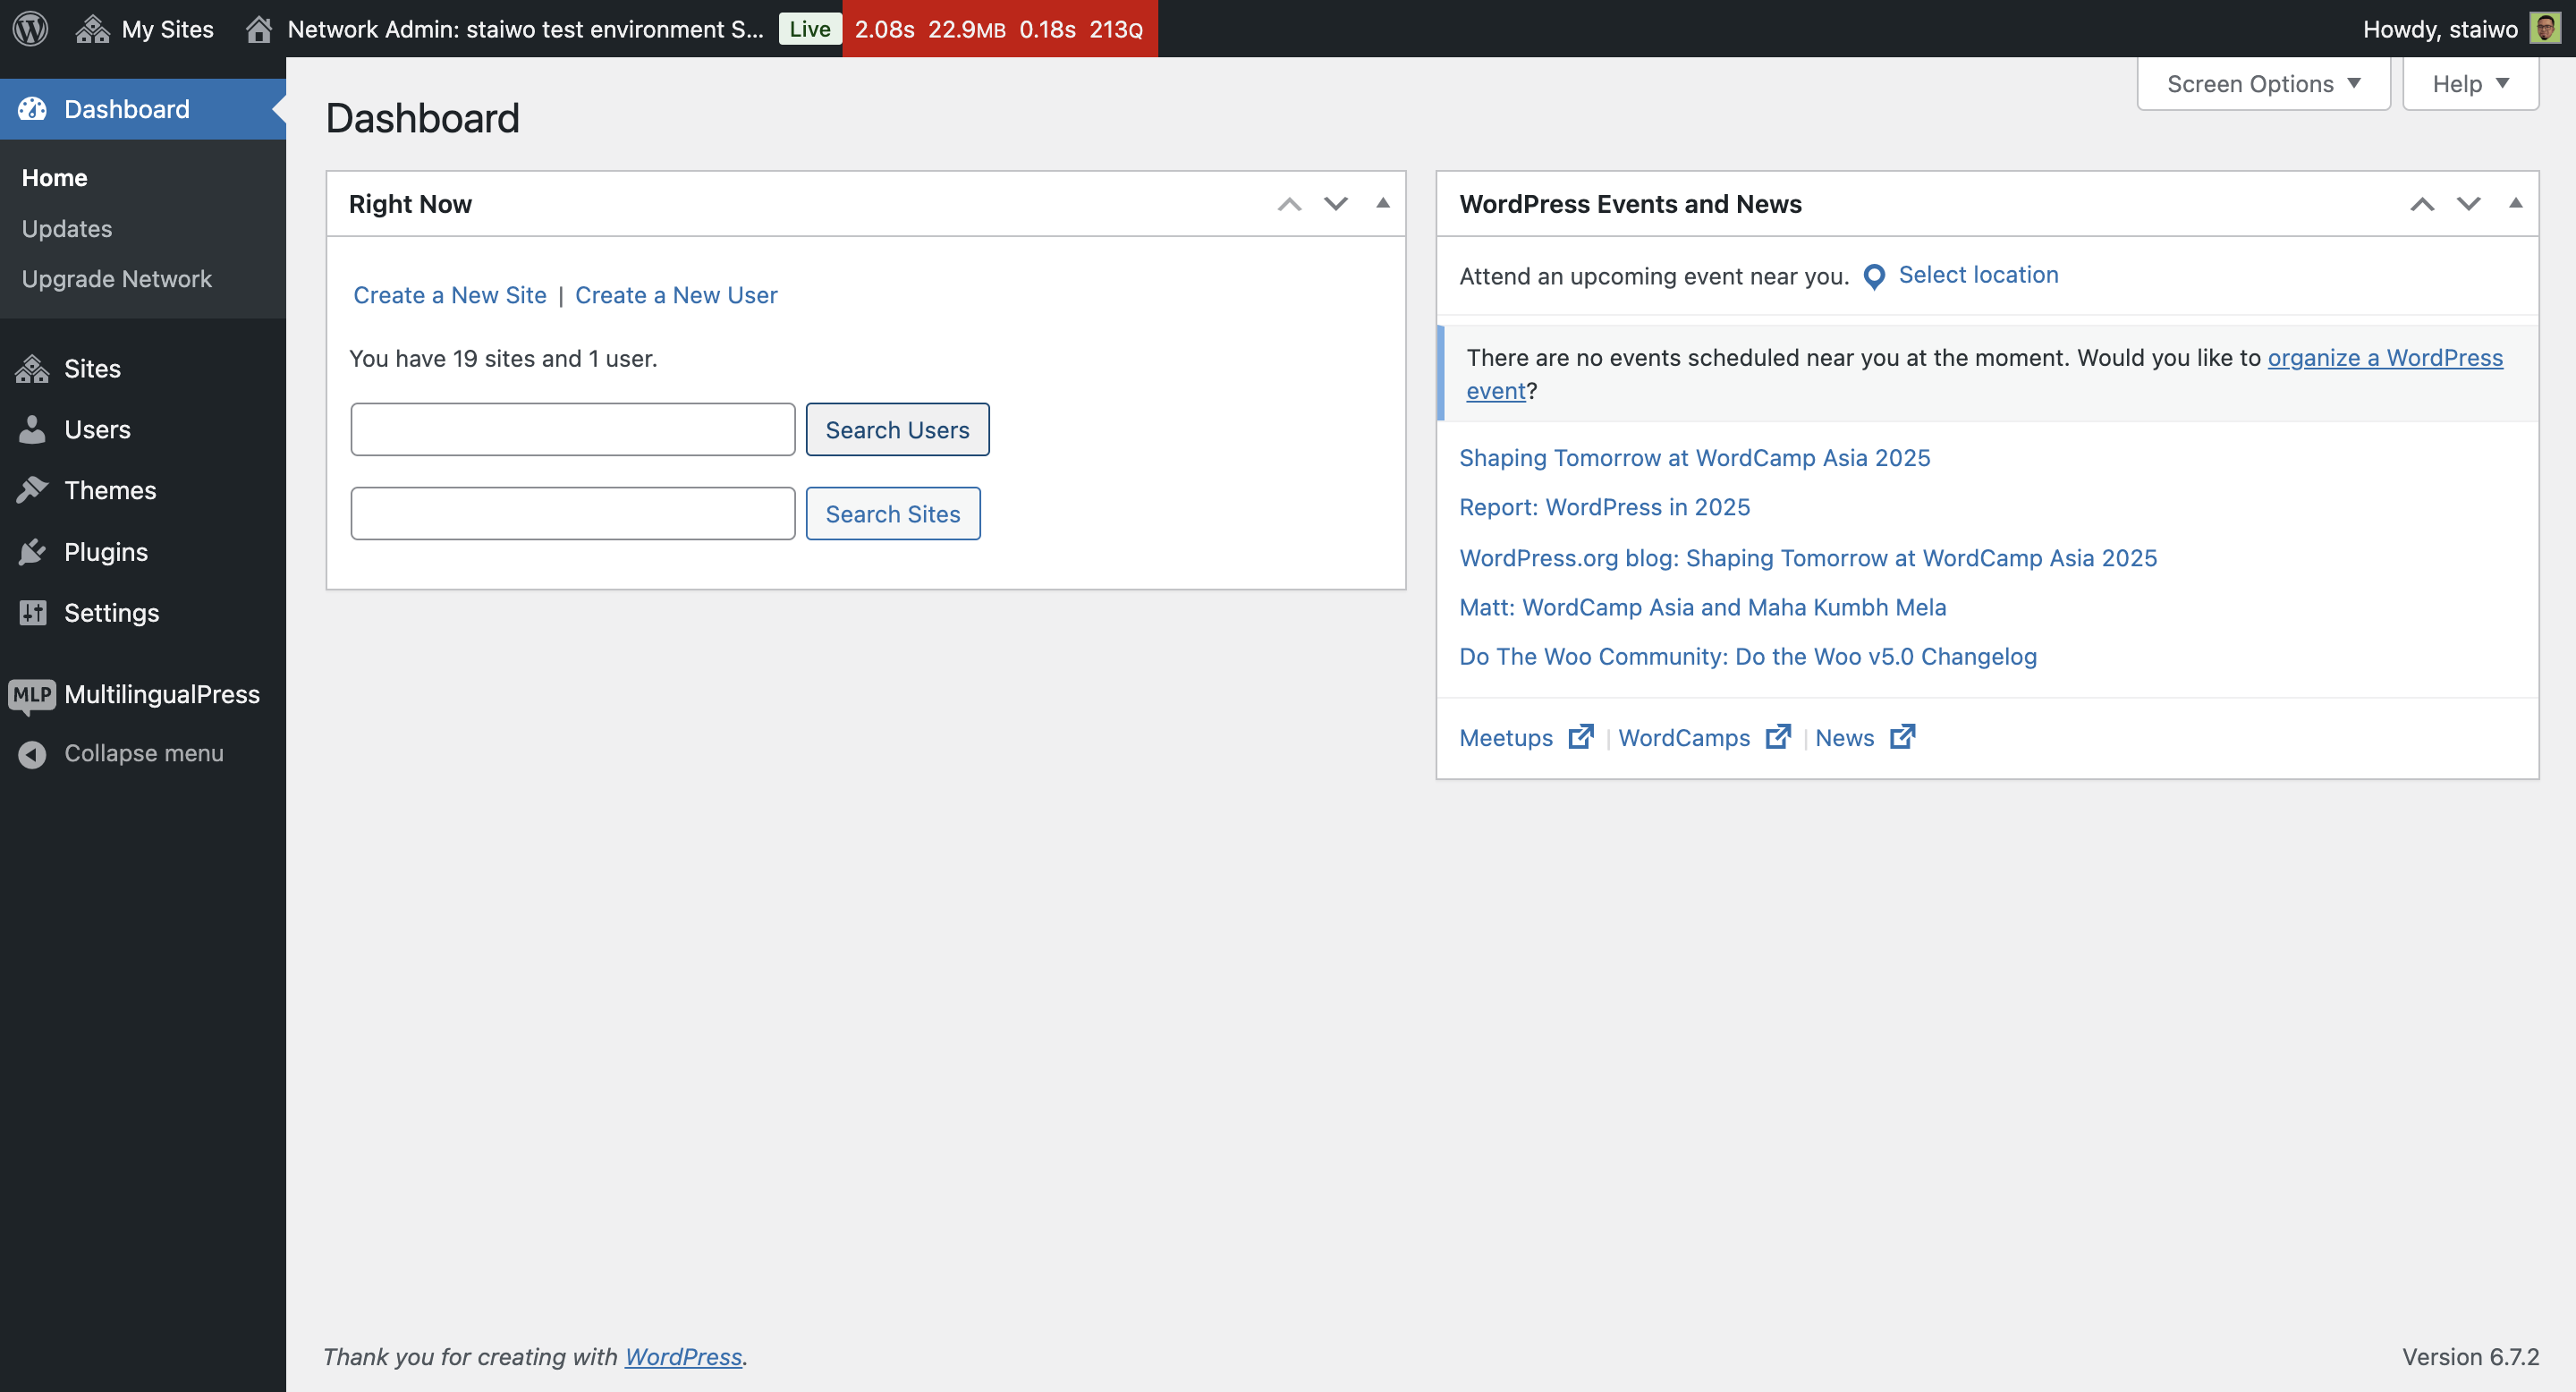 My Sites
Network Admin: staiwo test environment S...
Live
2.08s 22.9MB 0.18s 213Q
Howdy, staiwo
Dashboard
Home
Updates
Upgrade Network
Sites
Users
Themes
Plugins
Settings
MLP MultilingualPress
Collapse menu
Screen Options
Help
Dashboard
Right Now
Create a New Site | Create a New User
You have 19 sites and 1 user.
Search Users
Search Sites
WordPress Events and News
Attend an upcoming event near you. Select location
There are no events scheduled near you at the moment. Would you like to organize a WordPress
event?
Shaping Tomorrow at WordCamp Asia 2025
Report: WordPress in 2025
WordPress.org blog: Shaping Tomorrow at WordCamp Asia 2025
Matt: WordCamp Asia and Maha Kumbh Mela
Do The Woo Community: Do the Woo v5.0 Changelog
Meetups | WordCamps | News
Thank you for creating with WordPress.
Version 6.7.2